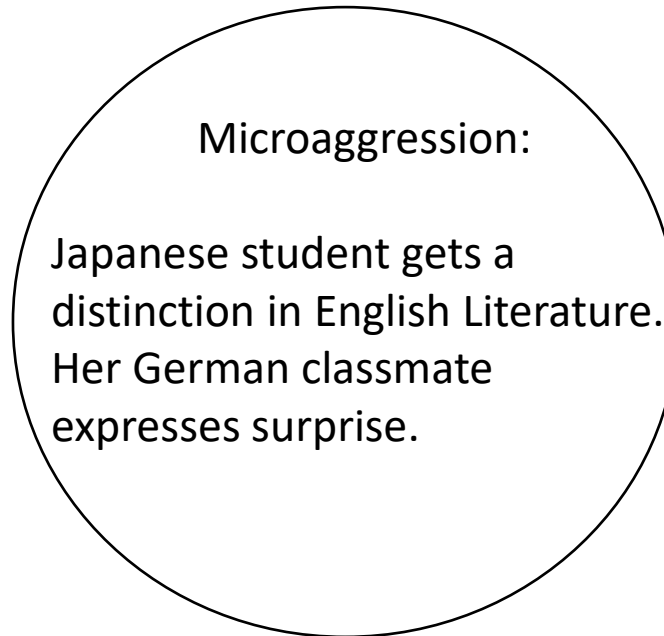 Microaggression:
Japanese student gets a
distinction in English Literature.
Her German classmate
expresses surprise.